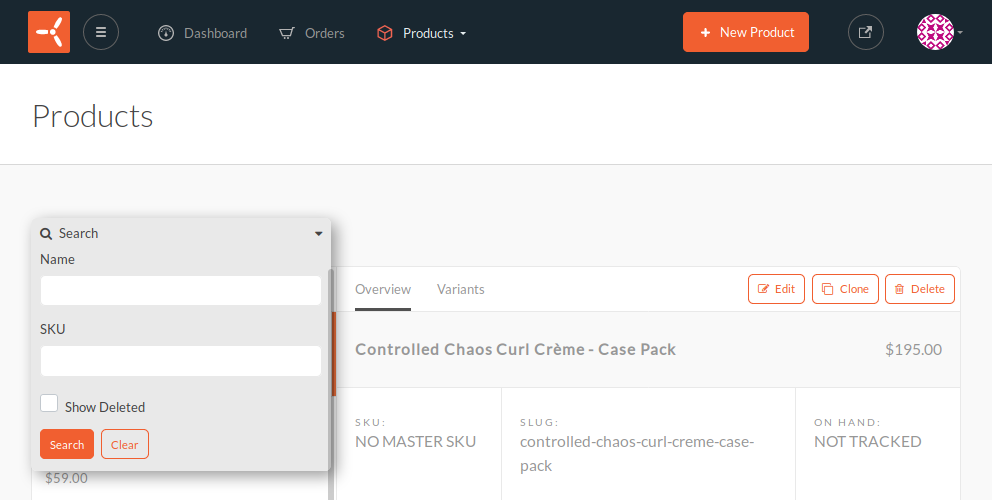 Dashboard
Orders
Products
+ New Product
Products
Search
Name
SKU
Show Deleted
Search
Clear
$59.00
Overview
Variants
Edit
Clone
Delete
Controlled Chaos Curl Crème - Case Pack
$195.00
SKU:
NO MASTER SKU
SLUG:
controlled-chaos-curl-creme-case-
pack
ON HAND:
NOT TRACKED